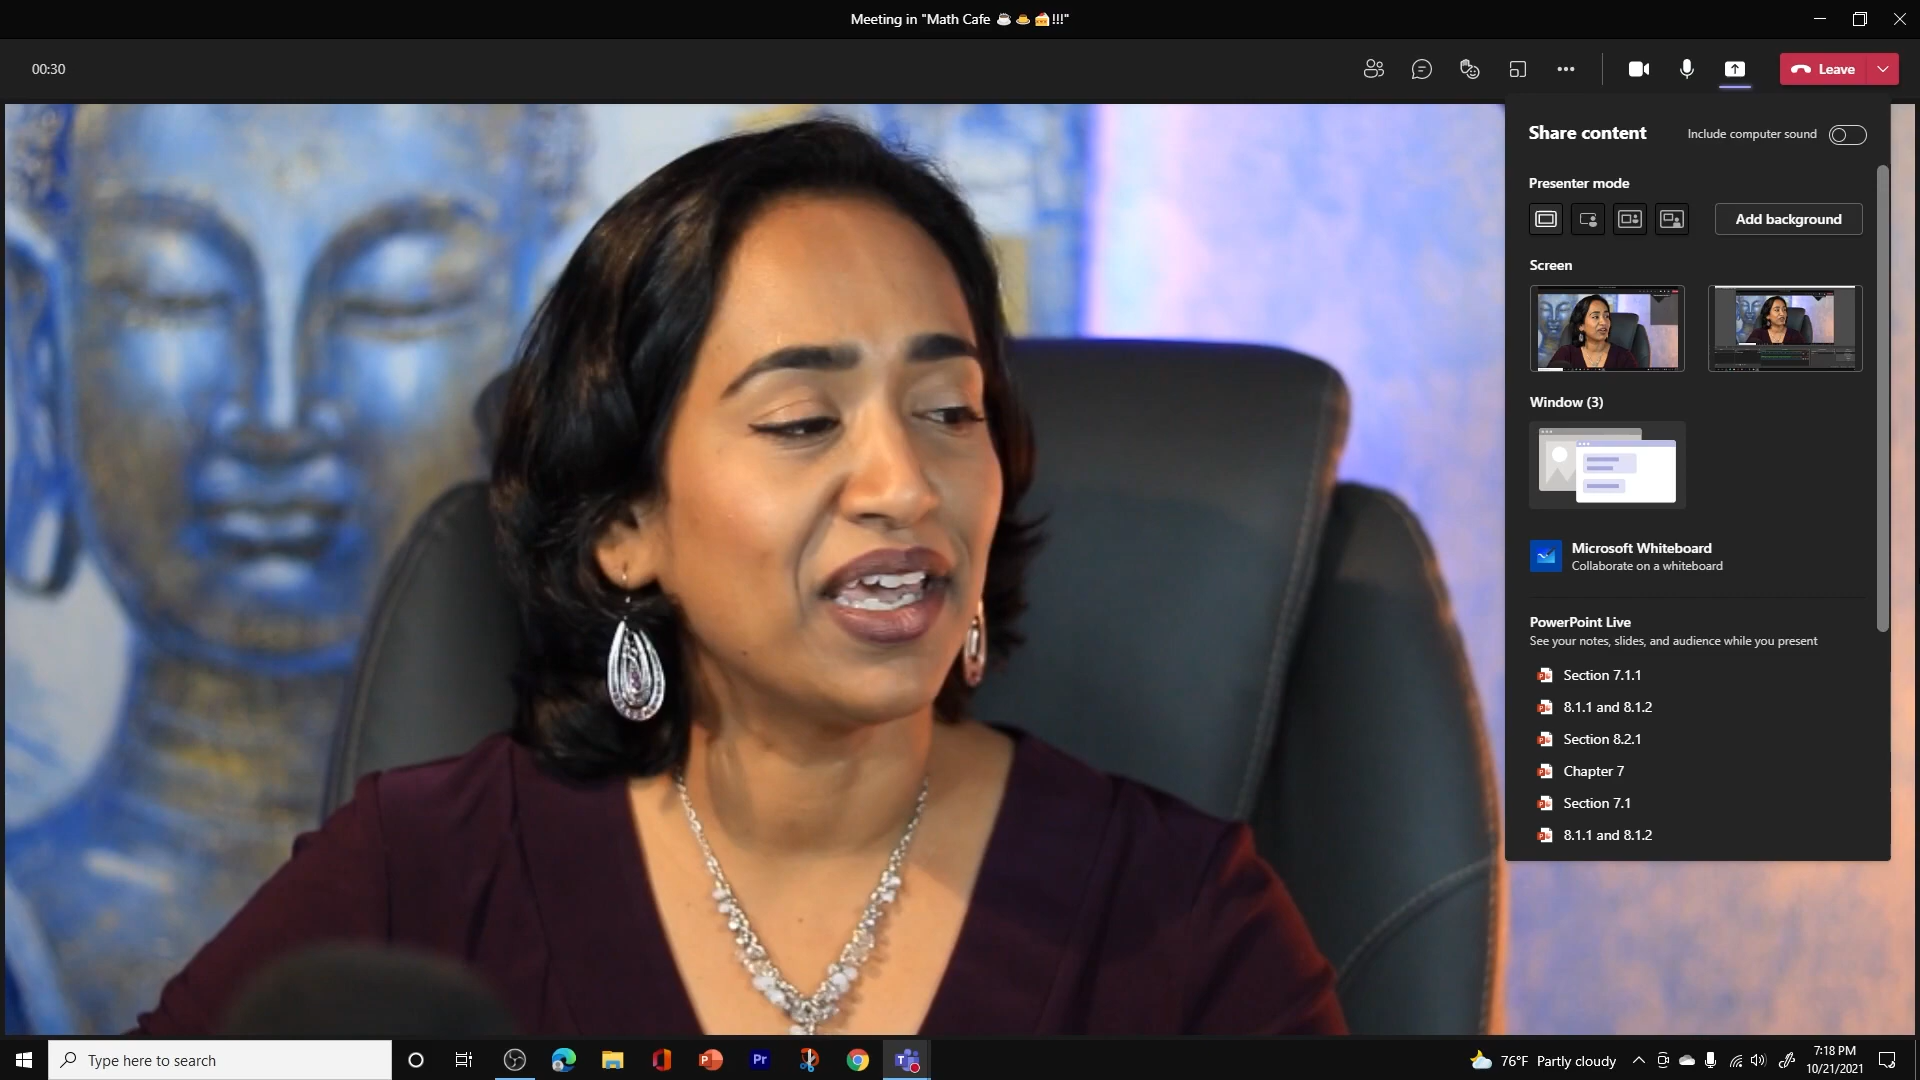 Meeting in "Math Cafe ☕🍮🍰!!!"
00:30
Leave
Share content
Include computer sound
Presenter mode
Add background
Screen
Window (3)
Microsoft Whiteboard
Collaborate on a whiteboard
PowerPoint Live
See your notes, slides, and audience while you present
Section 7.1.1
8.1.1 and 8.1.2
Section 8.2.1
Chapter 7
Section 7.1
8.1.1 and 8.1.2
Type here to search
Pr
76°F Partly cloudy
7:18 PM
10/21/2021